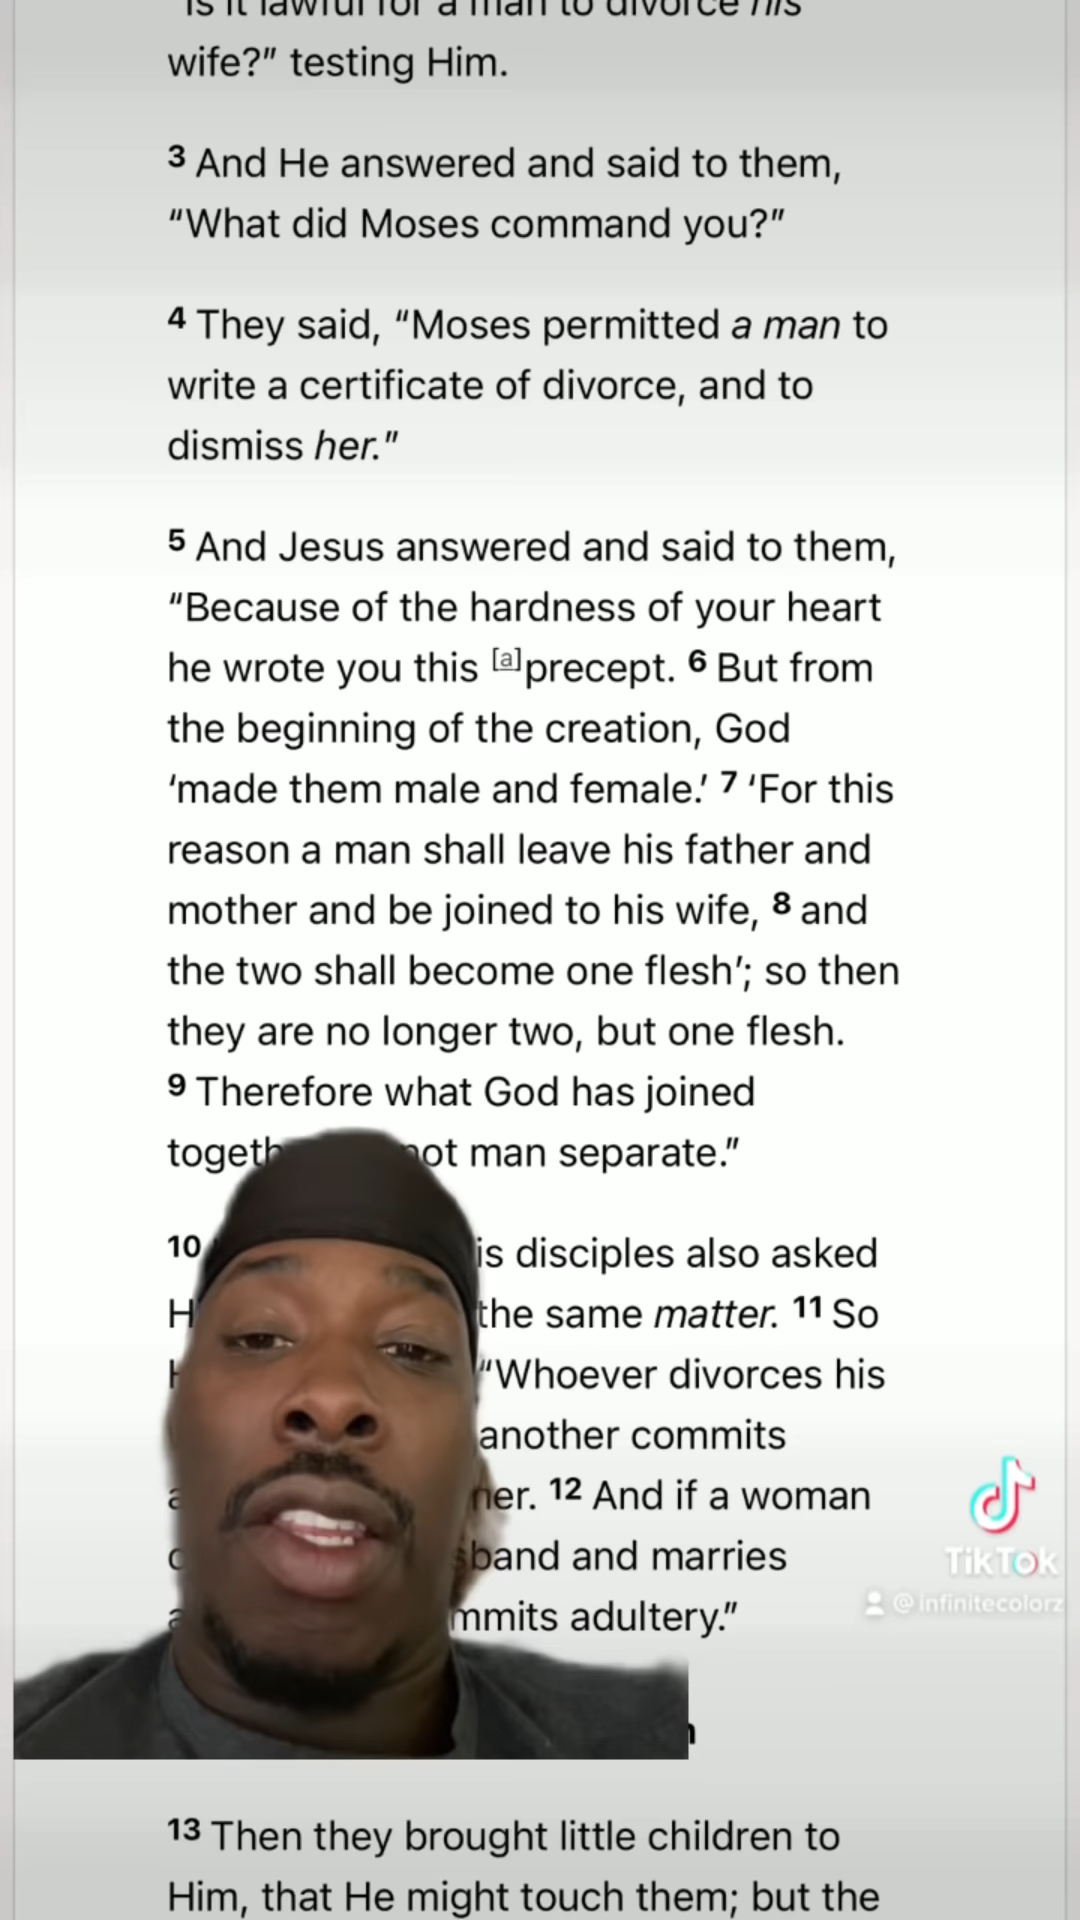 "Is it lawful for a man to divorce his
wife?" testing Him.
3 And He answered and said to them,
“What did Moses command you?”
4 They said, “Moses permitted a man to
write a certificate of divorce, and to
dismiss her.”
5 And Jesus answered and said to them,
“Because of the hardness of your heart
he wrote you this [a]precept. 6 But from
the beginning of the creation, God
‘made them male and female.’ 7 ‘For this
reason a man shall leave his father and
mother and be joined to his wife, 8 and
the two shall become one flesh’; so then
they are no longer two, but one flesh.
9 Therefore what God has joined
man separate.”
10 disciples also asked
the same matter. 11 So
“Whoever divorces his
another commits
12 And if a woman
and marries
adultery.”
13 Then they brought little children to
Him, that He might touch them; but the
TikTok
@infinitecolorz